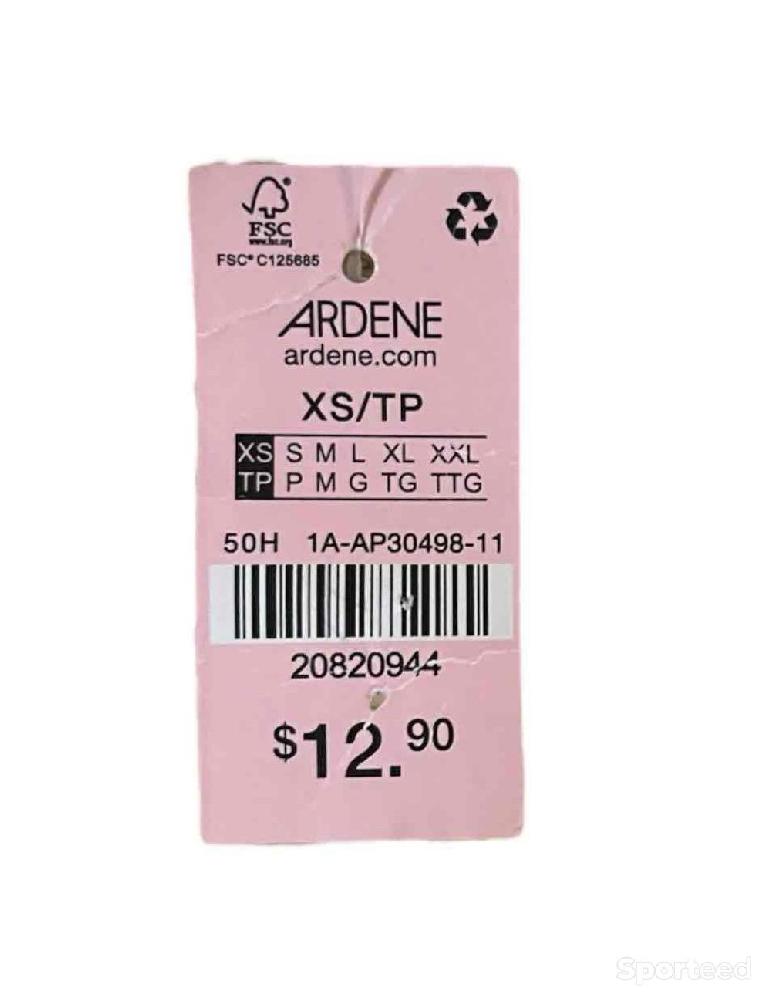 FSC®
www.fsc.org
FSC® C125685
ARDENE
ardene.com
XS/TP
XS S M L XL XXL
TP P M G TG TTG
50H 1A-AP30498-11
20820944
$12.90
Sporteed